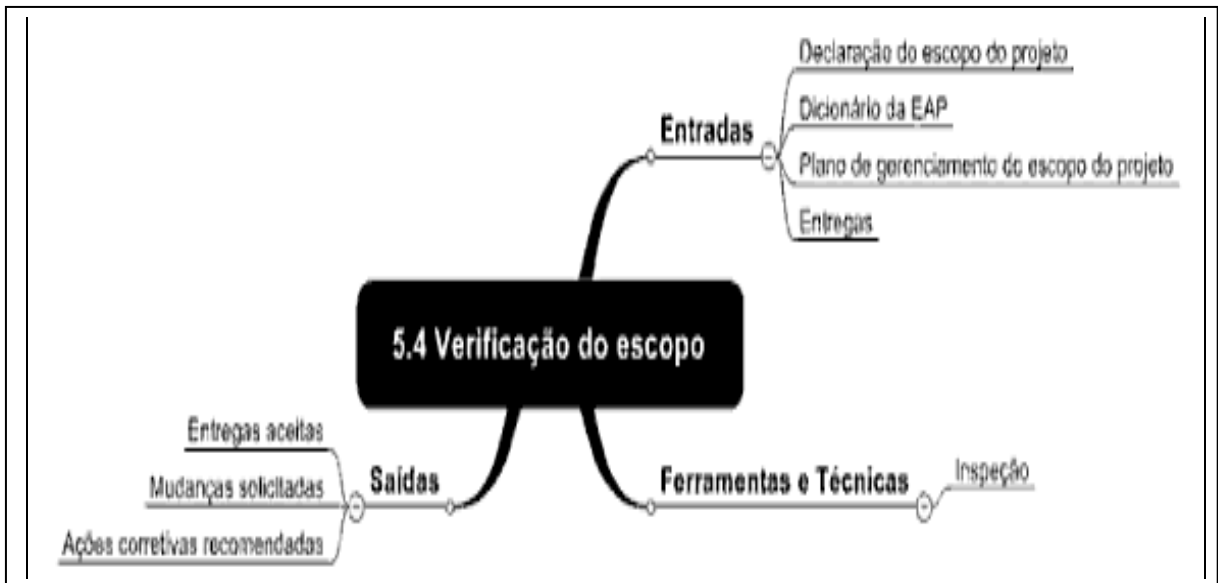 Declaração do escopo do projeto
Dicionário da EAP
Entradas
Plano de gerenciamento do escopo do projeto
Entregas
5.4 Verificação do escopo
Entregas aceitas
Mudanças solicitadas
Saídas
Ações corretivas recomendadas
Ferramentas e Técnicas
Inspeção